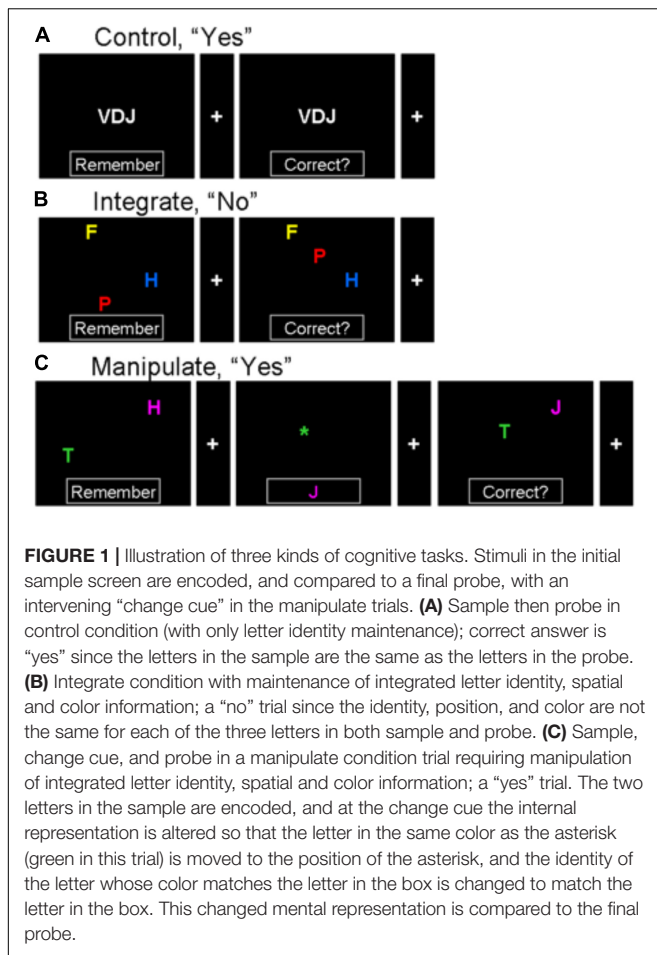 A Control, “Yes”
VDJ + VDJ +
Remember Correct?
B Integrate, “No”
F F
P
H + H +
P
Remember Correct?
C Manipulate, “Yes”
H J
T + * + T +
Remember J Correct?
FIGURE 1 | Illustration of three kinds of cognitive tasks. Stimuli in the initial
sample screen are encoded, and compared to a final probe, with an
intervening “change cue” in the manipulate trials. (A) Sample then probe in
control condition (with only letter identity maintenance); correct answer is
“yes” since the letters in the sample are the same as the letters in the probe.
(B) Integrate condition with maintenance of integrated letter identity, spatial
and color information; a “no” trial since the identity, position, and color are not
the same for each of the three letters in both sample and probe. (C) Sample,
change cue, and probe in a manipulate condition trial requiring manipulation
of integrated letter identity, spatial and color information; a “yes” trial. The two
letters in the sample are encoded, and at the change cue the internal
representation is altered so that the letter in the same color as the asterisk
(green in this trial) is moved to the position of the asterisk, and the identity of
the letter whose color matches the letter in the box is changed to match the
letter in the box. This changed mental representation is compared to the final
probe.